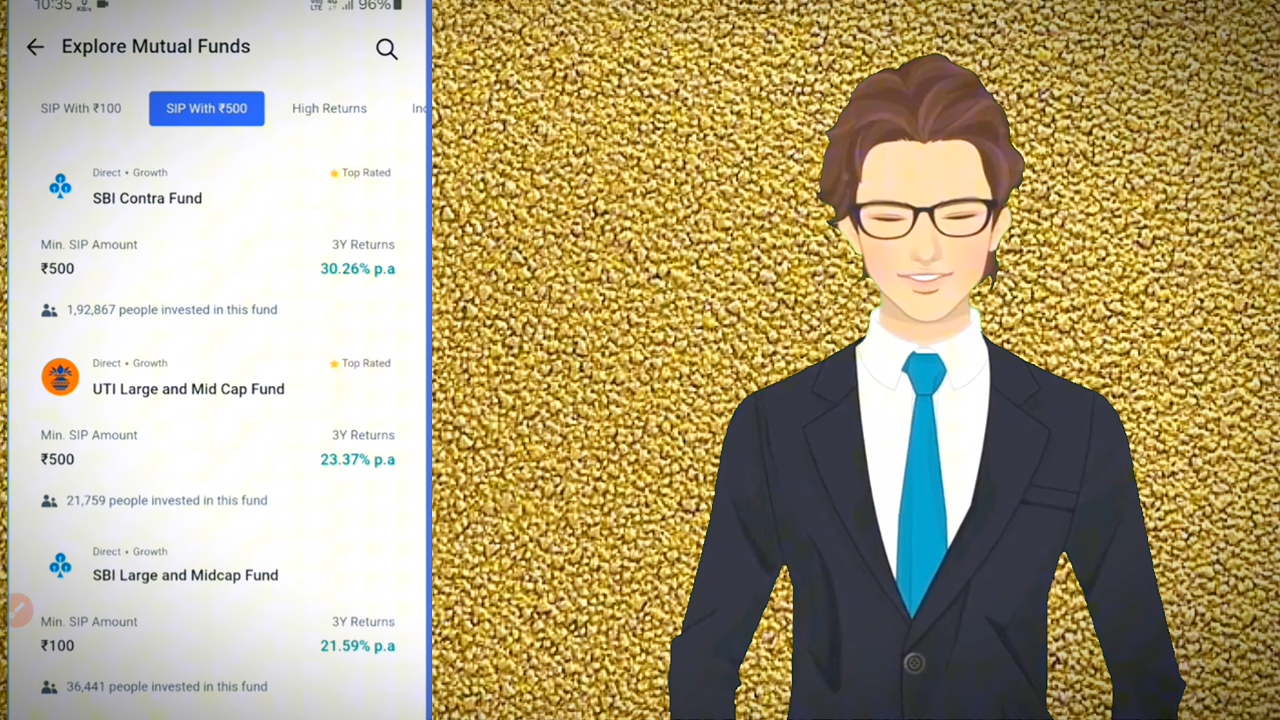 10:35 0 KB/s 4G LTE 96%
Explore Mutual Funds
SIP With ₹100 SIP With ₹500 High Returns
Direct • Growth Top Rated
SBI Contra Fund
Min. SIP Amount 3Y Returns
₹500 30.26% p.a
1,92,867 people invested in this fund
Direct • Growth Top Rated
UTI Large and Mid Cap Fund
Min. SIP Amount 3Y Returns
₹500 23.37% p.a
21,759 people invested in this fund
Direct • Growth
SBI Large and Midcap Fund
Min. SIP Amount 3Y Returns
₹100 21.59% p.a
36,441 people invested in this fund